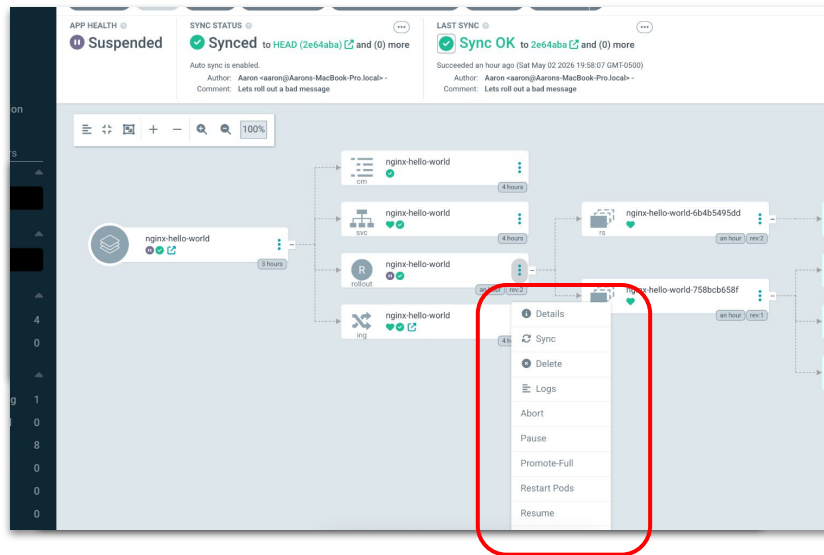 APP HEALTH
Suspended
SYNC STATUS
Synced to HEAD (2e64aba) and (0) more
Auto sync is enabled.
Author: Aaron <aaron@Aarons-MacBook-Pro.local> -
Comment: Lets roll out a bad message
LAST SYNC
Sync OK to 2e64aba and (0) more
Succeeded an hour ago (Sat May 02 2026 19:58:07 GMT-0500)
Author: Aaron <aaron@Aarons-MacBook-Pro.local> -
Comment: Lets roll out a bad message
100%
nginx-hello-world
3 hours
nginx-hello-world
cm
4 hours
nginx-hello-world
svc
4 hours
R
nginx-hello-world
rollout
an hour
rev:2
nginx-hello-world
ing
nginx-hello-world-6b4b5495dd
rs
an hour
rev:2
nginx-hello-world-758bcb658f
an hour
rev:1
Details
Sync
Delete
Logs
Abort
Pause
Promote-Full
Restart Pods
Resume
4
0
1
0
8
0
0
0